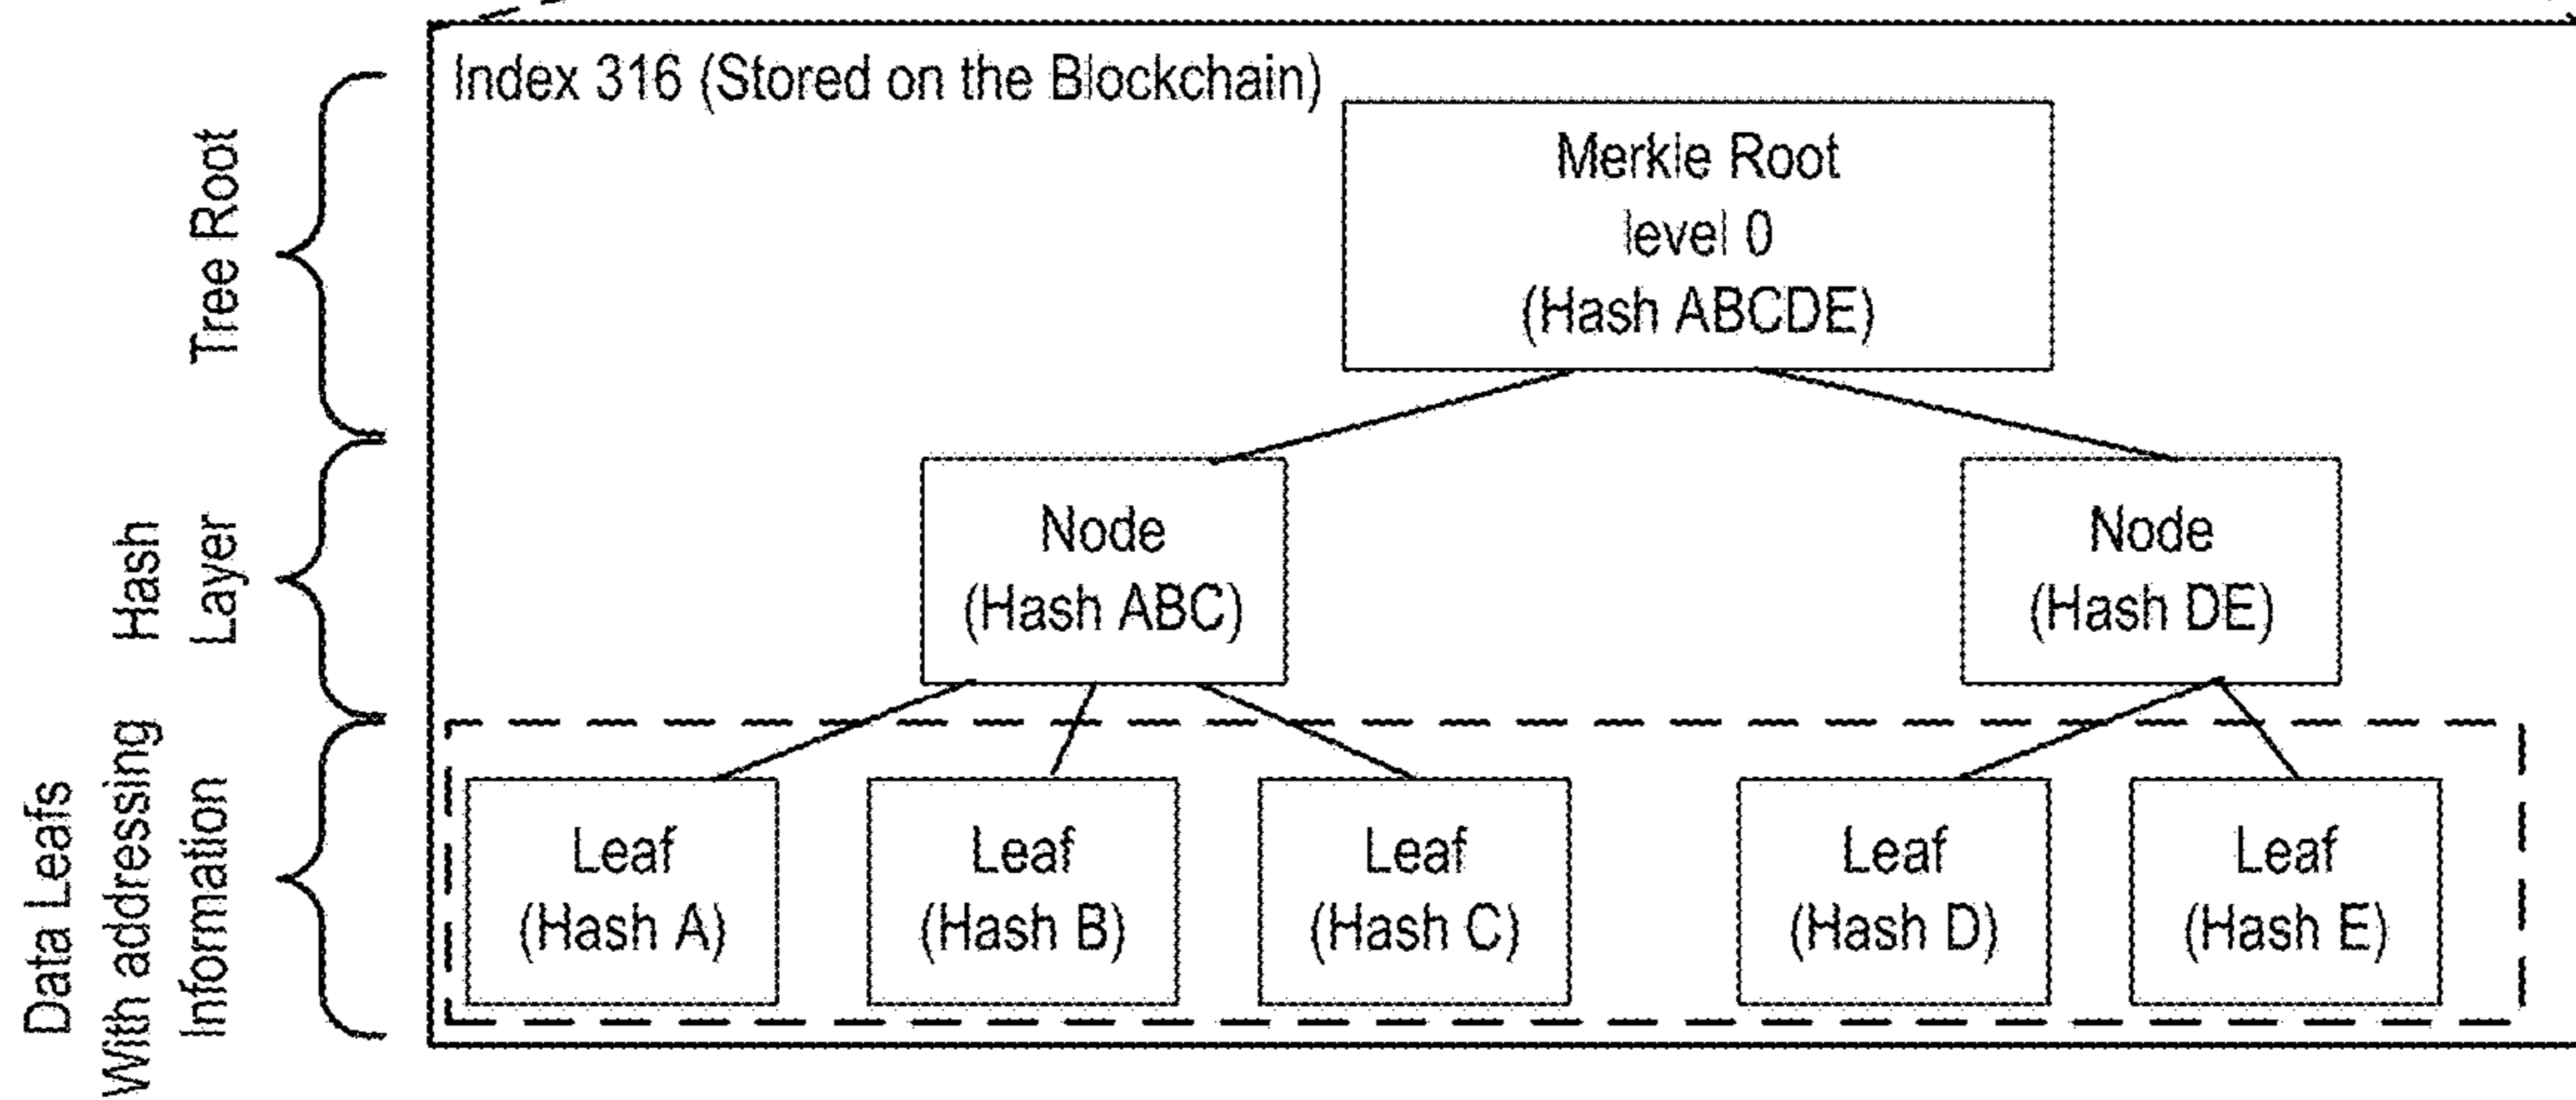 Index 316 (Stored on the Blockchain)
Tree Root
Merkie Root
level 0
(Hash ABCDE)
Hash
Layer
Node
(Hash ABC)
Node
(Hash DE)
Data Leafs
With addressing
Information
Leaf
(Hash A)
Leaf
(Hash B)
Leaf
(Hash C)
Leaf
(Hash D)
Leaf
(Hash E)